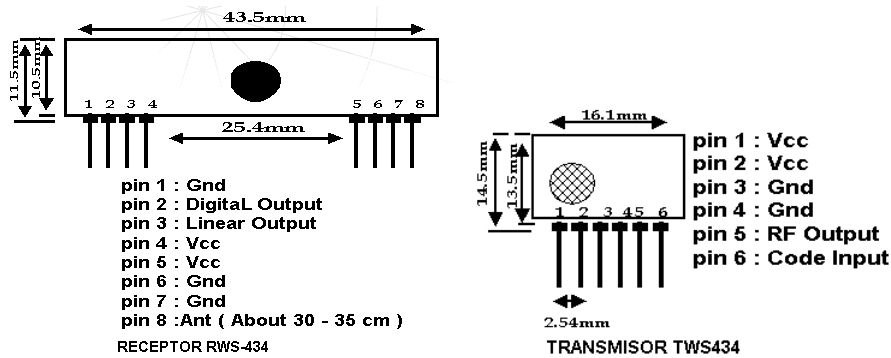 43.5mm
11.5mm
10.5mm
1 2 3 4
5 6 7 8
25.4mm
pin 1 : Gnd
pin 2 : DigitaL Output
pin 3 : Linear Output
pin 4 : Vcc
pin 5 : Vcc
pin 6 : Gnd
pin 7 : Gnd
pin 8 :Ant ( About 30 - 35 cm )
RECEPTOR RWS-434
16.1mm
14.5mm
13.5mm
1 2 3 4 5 6
2.54mm
pin 1 : Vcc
pin 2 : Vcc
pin 3 : Gnd
pin 4 : Gnd
pin 5 : RF Output
pin 6 : Code Input
TRANSMISOR TWS434